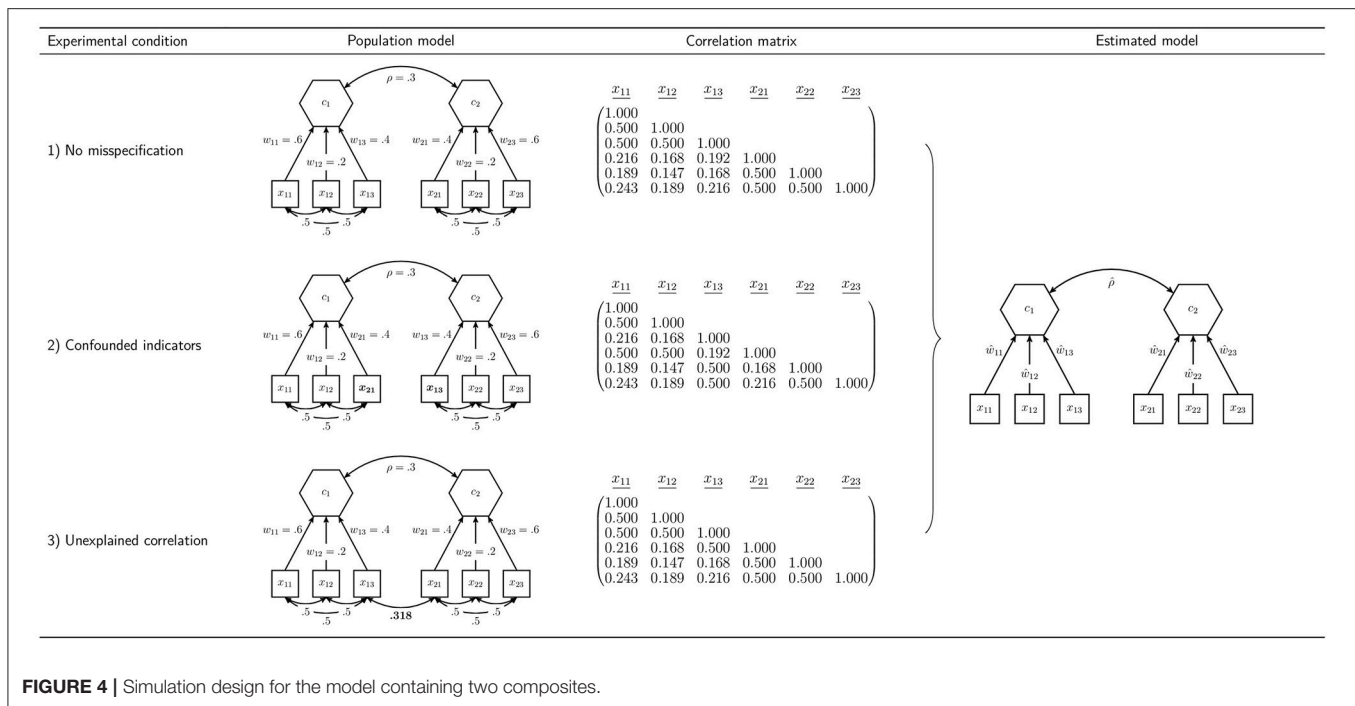 Experimental condition Population model Correlation matrix Estimated model
ρ = .3
c₁ c₂
w₁₁ = .6 w₁₃ = .4 w₂₁ = .4 w₂₃ = .6
w₁₂ = .2 w₂₂ = .2
x₁₁ x₁₂ x₁₃ x₂₁ x₂₂ x₂₃
.5 .5 .5 .5
.5 .5
1) No misspecification
x₁₁ x₁₂ x₁₃ x₂₁ x₂₂ x₂₃
1.000
0.500 1.000
0.500 0.500 1.000
0.216 0.168 0.192 1.000
0.189 0.147 0.168 0.500 1.000
0.243 0.189 0.216 0.500 0.500 1.000
ρ = .3
c₁ c₂
w₁₁ = .6 w₂₁ = .4 w₁₃ = .4 w₂₃ = .6
w₁₂ = .2 w₂₂ = .2
x₁₁ x₁₂ x₂₁ x₁₃ x₂₂ x₂₃
.5 .5 .5 .5
.5 .5
2) Confounded indicators
x₁₁ x₁₂ x₁₃ x₂₁ x₂₂ x₂₃
1.000
0.500 1.000
0.216 0.168 1.000
0.500 0.500 0.192 1.000
0.189 0.147 0.500 0.168 1.000
0.243 0.189 0.500 0.216 0.500 1.000
ρ̂
c₁ c₂
ŵ₁₁ ŵ₁₃ ŵ₂₁ ŵ₂₃
ŵ₁₂ ŵ₂₂
x₁₁ x₁₂ x₁₃ x₂₁ x₂₂ x₂₃
ρ = .3
c₁ c₂
w₁₁ = .6 w₁₃ = .4 w₂₁ = .4 w₂₃ = .6
w₁₂ = .2 w₂₂ = .2
x₁₁ x₁₂ x₁₃ x₂₁ x₂₂ x₂₃
.5 .5 .5 .5
.5 .318 .5
3) Unexplained correlation
x₁₁ x₁₂ x₁₃ x₂₁ x₂₂ x₂₃
1.000
0.500 1.000
0.500 0.500 1.000
0.216 0.168 0.500 1.000
0.189 0.147 0.168 0.500 1.000
0.243 0.189 0.216 0.500 0.500 1.000
FIGURE 4 | Simulation design for the model containing two composites.